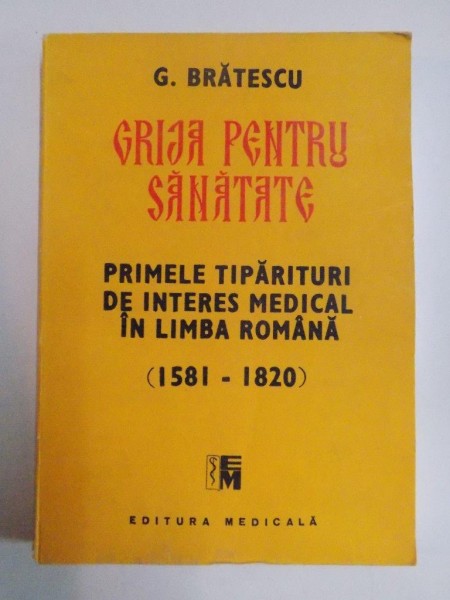 G. BRĂTESCU
GRIJA PENTRU
SĂNĂTATE
PRIMELE TIPĂRITURI
DE INTERES MEDICAL
ÎN LIMBA ROMÂNĂ
(1581 - 1820)
EM
EDITURA MEDICALĂ